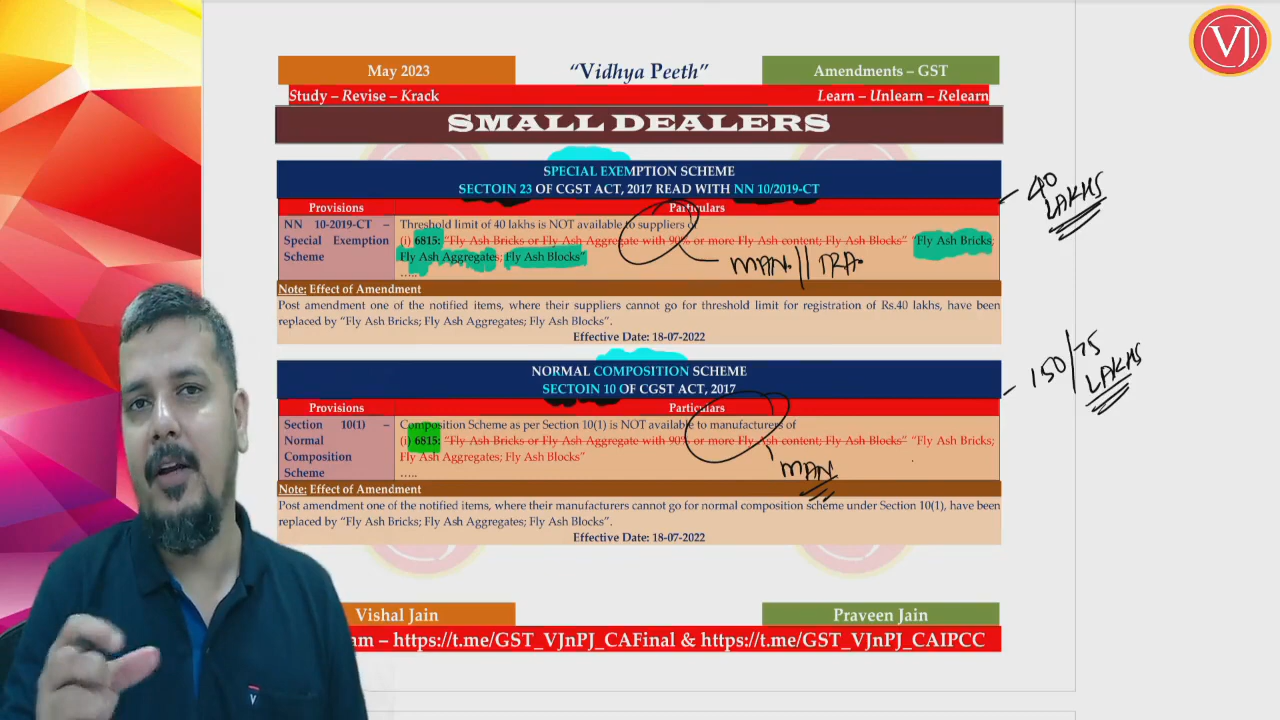 VJ
May 2023
"Vidhya Peeth"
Amendments – GST
Study – Revise – Krack
Learn – Unlearn – Relearn
SMALL DEALERS
SPECIAL EXEMPTION SCHEME
SECTOIN 23 OF CGST ACT, 2017 READ WITH NN 10/2019-CT
40
LAKHS
Provisions
Particulars
NN 10-2019-CT –
Special Exemption
Scheme
Threshold limit of 40 lakhs is NOT available to suppliers of
(i) 6815: "Fly Ash Bricks or Fly Ash Aggregate with 90% or more Fly Ash content; Fly Ash Blocks" "Fly Ash Bricks;
Fly Ash Aggregates; Fly Ash Blocks"
.....
MAN. || TRA.
Note: Effect of Amendment
Post amendment one of the notified items, where their suppliers cannot go for threshold limit for registration of Rs.40 lakhs, have been
replaced by "Fly Ash Bricks; Fly Ash Aggregates; Fly Ash Blocks".
Effective Date: 18-07-2022
NORMAL COMPOSITION SCHEME
SECTOIN 10 OF CGST ACT, 2017
150/75
LAKHS
Provisions
Particulars
Section 10(1) –
Normal
Composition
Scheme
Composition Scheme as per Section 10(1) is NOT available to manufacturers of
(i) 6815: "Fly Ash Bricks or Fly Ash Aggregate with 90% or more Fly Ash content; Fly Ash Blocks" "Fly Ash Bricks;
Fly Ash Aggregates; Fly Ash Blocks"
.....
MAN
Note: Effect of Amendment
Post amendment one of the notified items, where their manufacturers cannot go for normal composition scheme under Section 10(1), have been
replaced by "Fly Ash Bricks; Fly Ash Aggregates; Fly Ash Blocks".
Effective Date: 18-07-2022
Vishal Jain
Praveen Jain
am – https://t.me/GST_VJnPJ_CAFinal & https://t.me/GST_VJnPJ_CAIPCC
V